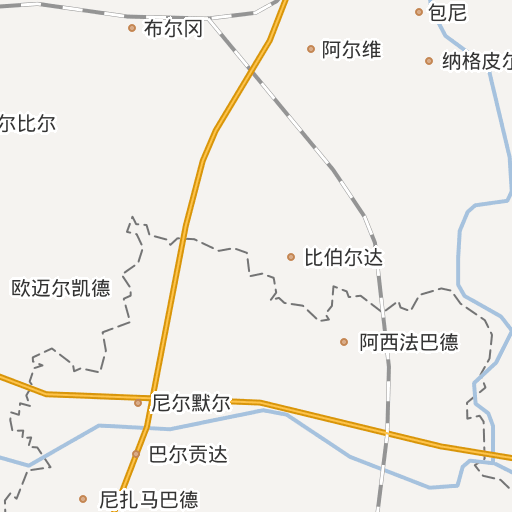 包尼
布尔冈
阿尔维
纳格皮尔
尔比尔
比伯尔达
欧迈尔凯德
阿西法巴德
尼尔默尔
巴尔贡达
尼扎马巴德